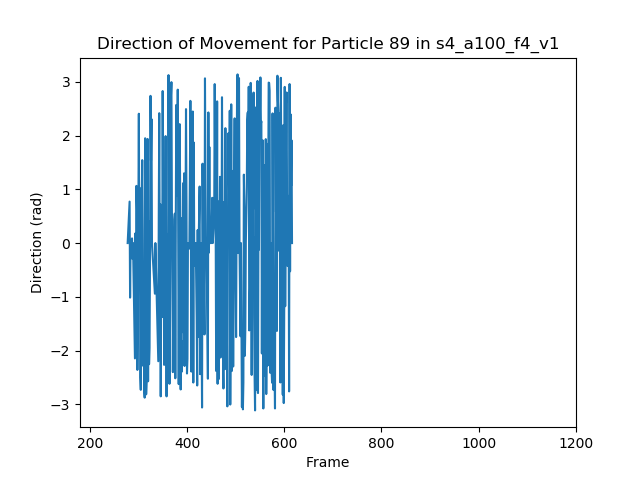 Direction of Movement for Particle 89 in s4_a100_f4_v1
3
2
1
0
−1
−2
−3
Direction (rad)
200 400 600 800 1000 1200
Frame